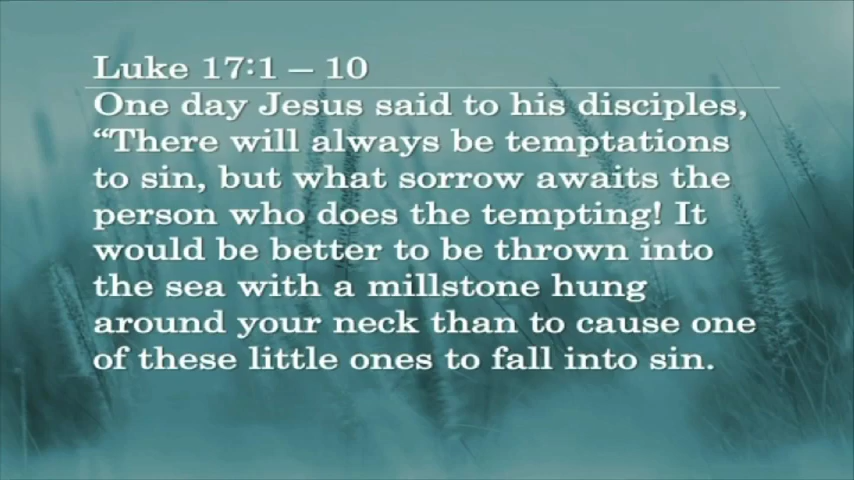 Luke 17:1 – 10
One day Jesus said to his disciples,
“There will always be temptations
to sin, but what sorrow awaits the
person who does the tempting! It
would be better to be thrown into
the sea with a millstone hung
around your neck than to cause one
of these little ones to fall into sin.